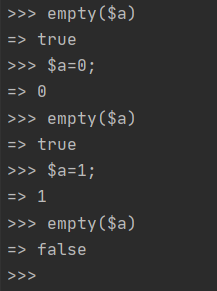 >>> empty($a)
=> true
>>> $a=0;
=> 0
>>> empty($a)
=> true
>>> $a=1;
=> 1
>>> empty($a)
=> false
>>>